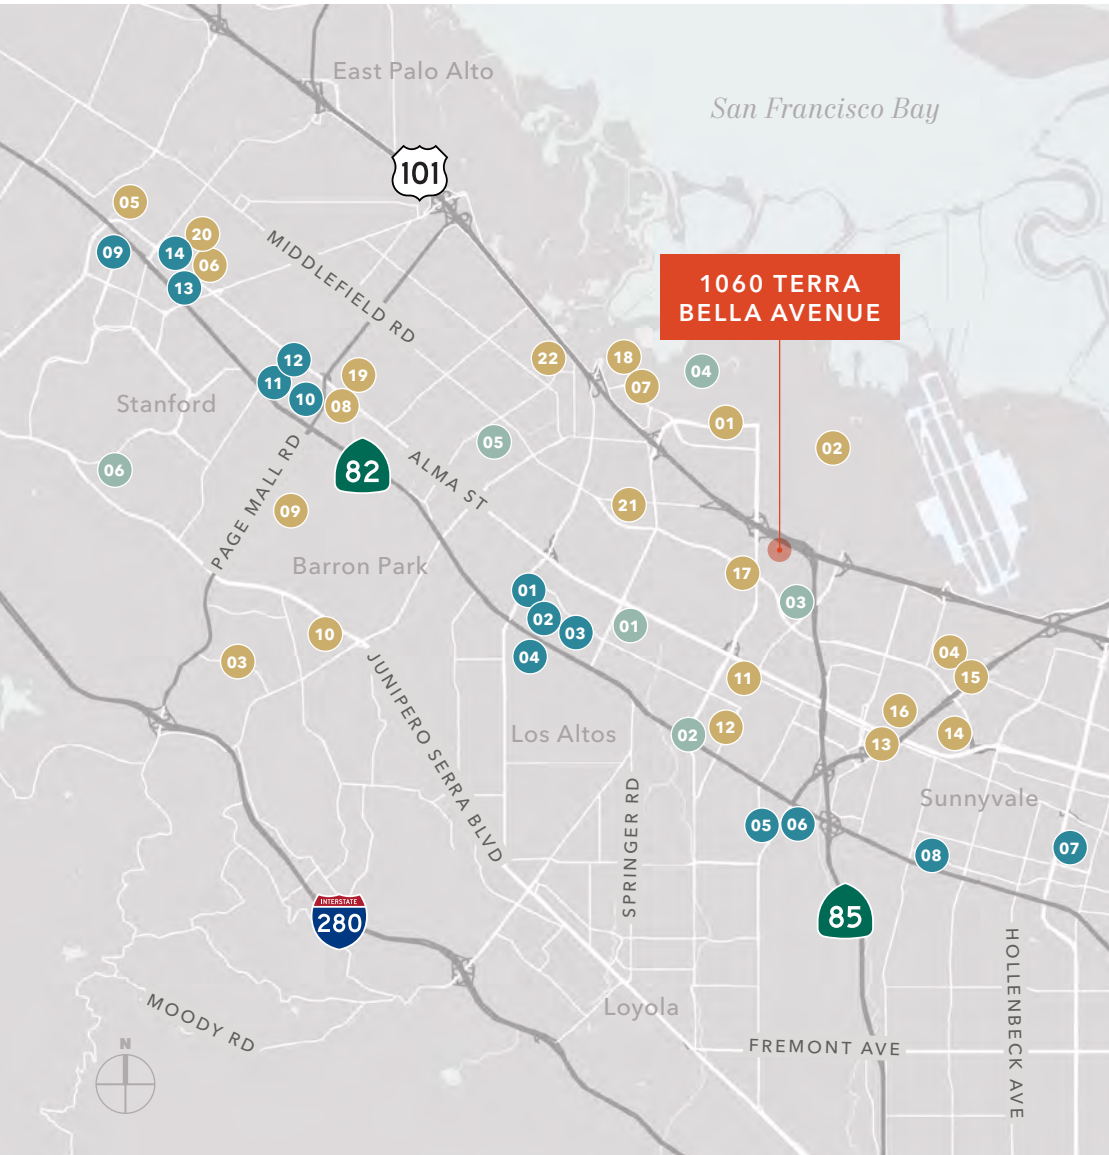 East Palo Alto
San Francisco Bay
101
05
20
09
14
06
13
MIDDLEFIELD RD
1060 TERRA
BELLA AVENUE
12
11
10
19
08
22
18
07
04
01
02
Stanford
06
PAGE MALL RD
82
ALMA ST
05
09
21
Barron Park
17
03
01
02
03
04
01
10
03
JUNIPERO SERRA BLVD
11
04
15
16
14
13
Los Altos
02
12
SPRINGER RD
Sunnyvale
05
06
08
07
INTERSTATE
280
85
HOLLENBECK AVE
MOODY RD
Loyola
FREMONT AVE
N